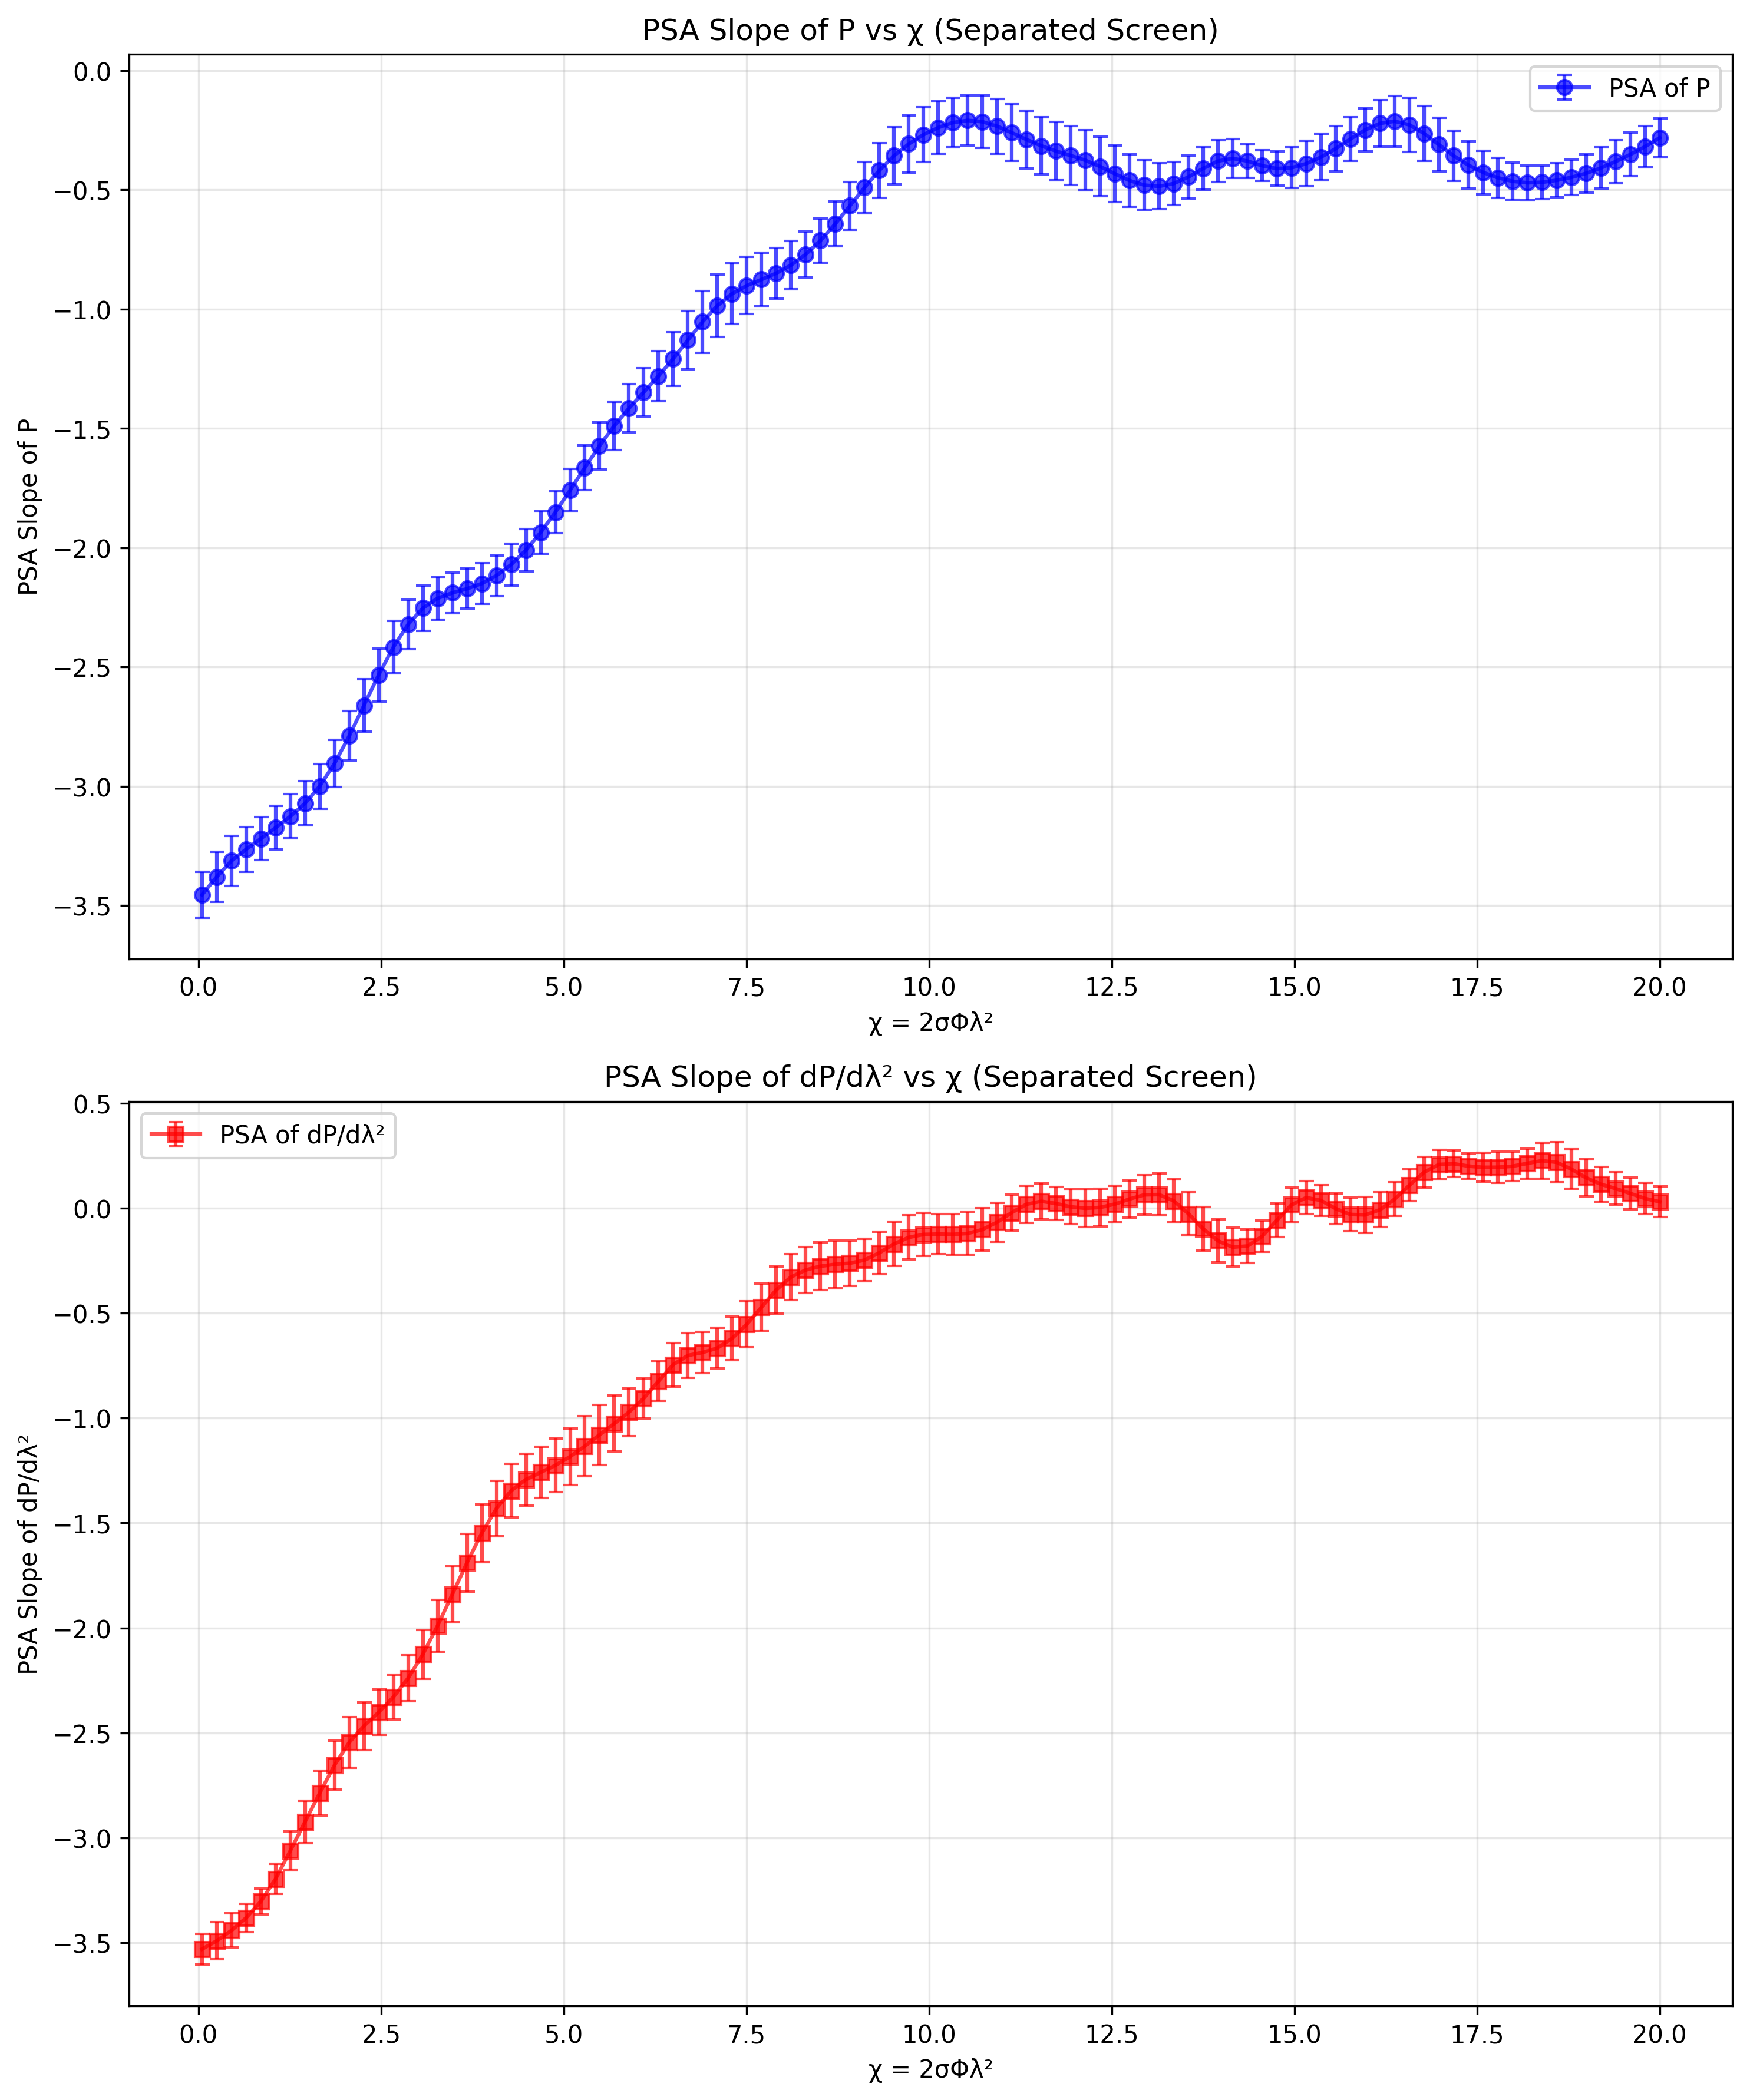 PSA Slope of P vs χ (Separated Screen)
PSA of P
PSA Slope of P
0.0
−0.5
−1.0
−1.5
−2.0
−2.5
−3.0
−3.5
0.0 2.5 5.0 7.5 10.0 12.5 15.0 17.5 20.0
χ = 2σΦλ²
PSA Slope of dP/dλ² vs χ (Separated Screen)
PSA of dP/dλ²
PSA Slope of dP/dλ²
0.5
0.0
−0.5
−1.0
−1.5
−2.0
−2.5
−3.0
−3.5
0.0 2.5 5.0 7.5 10.0 12.5 15.0 17.5 20.0
χ = 2σΦλ²